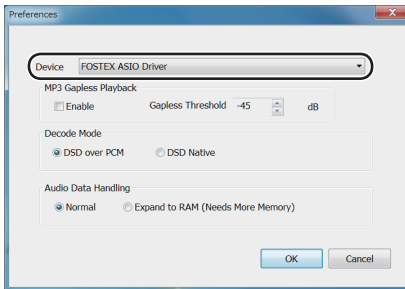 Preferences
Device FOSTEX ASIO Driver
MP3 Gapless Playback
Enable Gapless Threshold -45 dB
Decode Mode
DSD over PCM DSD Native
Audio Data Handling
Normal Expand to RAM (Needs More Memory)
OK Cancel